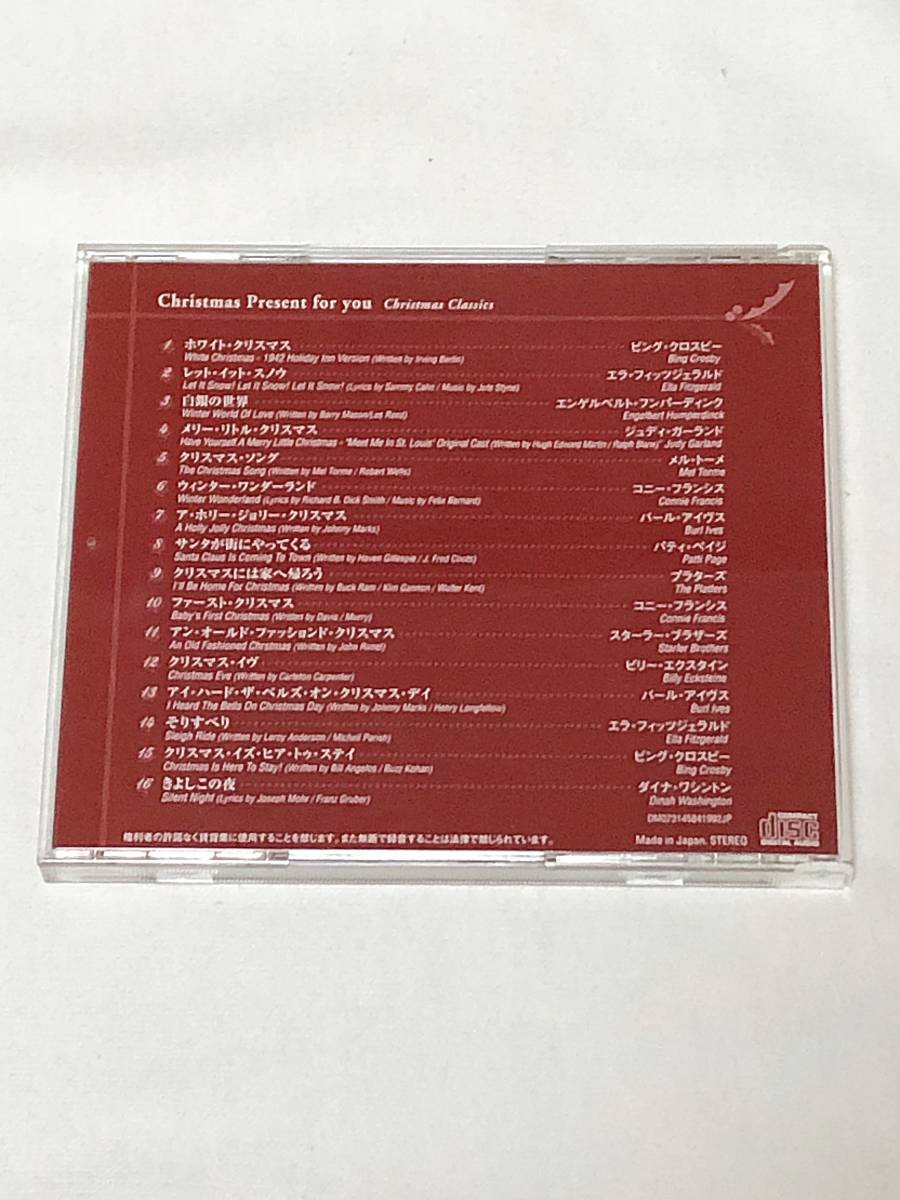 Christmas Present for you Christmas Classics
1 ホワイト・クリスマス ビング・クロスビー
White Christmas - 1942 Holiday Inn Version (Written by Irving Berlin) Bing Crosby
2 レット・イット・スノウ エラ・フィッツジェラルド
Let It Snow! Let It Snow! Let It Snow! (Lyrics by Sammy Cahn / Music by Jule Styne) Ella Fitzgerald
3 白銀の世界 エンゲルベルト・フンパーディンク
Winter World Of Love (Written by Barry Mason/Les Reed) Engelbert Humperdinck
4 メリー・リトル・クリスマス ジュディ・ガーランド
Have Yourself A Merry Little Christmas - "Meet Me In St. Louis" Original Cast (Written by Hugh Edward Martin / Ralph Blane) Judy Garland
5 クリスマス・ソング メル・トーメ
The Christmas Song (Written by Mel Torme / Robert Wells) Mel Torme
6 ウィンター・ワンダーランド コニー・フランシス
Winter Wonderland (Lyrics by Richard B. Dick Smith / Music by Felix Bernard) Connie Francis
7 ア・ホリー・ジョリー・クリスマス バール・アイヴス
A Holly Jolly Christmas (Written by Johnny Marks) Burl Ives
8 サンタが街にやってくる パティ・ペイジ
Santa Claus Is Coming To Town (Written by Haven Gillespie / J. Fred Coots) Patti Page
9 クリスマスには家へ帰ろう プラターズ
I'll Be Home For Christmas (Written by Buck Ram / Kim Gannon / Walter Kent) The Platters
10 ファースト・クリスマス コニー・フランシス
Baby's First Christmas (Written by Davis / Murry) Connie Francis
11 アン・オールド・ファッションド・クリスマス スターラー・ブラザーズ
An Old Fashioned Christmas (Written by John Rimel) Starler Brothers
12 クリスマス・イヴ ビリー・エクスタイン
Christmas Eve (Written by Carleton Carpenter) Billy Ecksteine
13 アイ・ハード・ザ・ベルズ・オン・クリスマス・デイ バール・アイヴス
I Heard The Bells On Christmas Day (Written by Johnny Marks / Henry Longfellow) Burl Ives
14 そりすべり エラ・フィッツジェラルド
Sleigh Ride (Written by Leroy Anderson / Michell Parish) Ella Fitzgerald
15 クリスマス・イズ・ヒア・トゥ・ステイ ビング・クロスビー
Christmas Is Here To Stay! (Written by Bill Angelos / Buzz Kohan) Bing Crosby
16 きよしこの夜 ダイナ・ワシントン
Silent Night (Lyrics by Joseph Mohr / Franz Gruber) Dinah Washington
DM0731458419921JP
権利者の許諾なく賃貸業に使用することを禁じます。また無断で録音することは法律で禁じられています。 Made in Japan. STEREO
COMPACT
disc
DIGITAL AUDIO